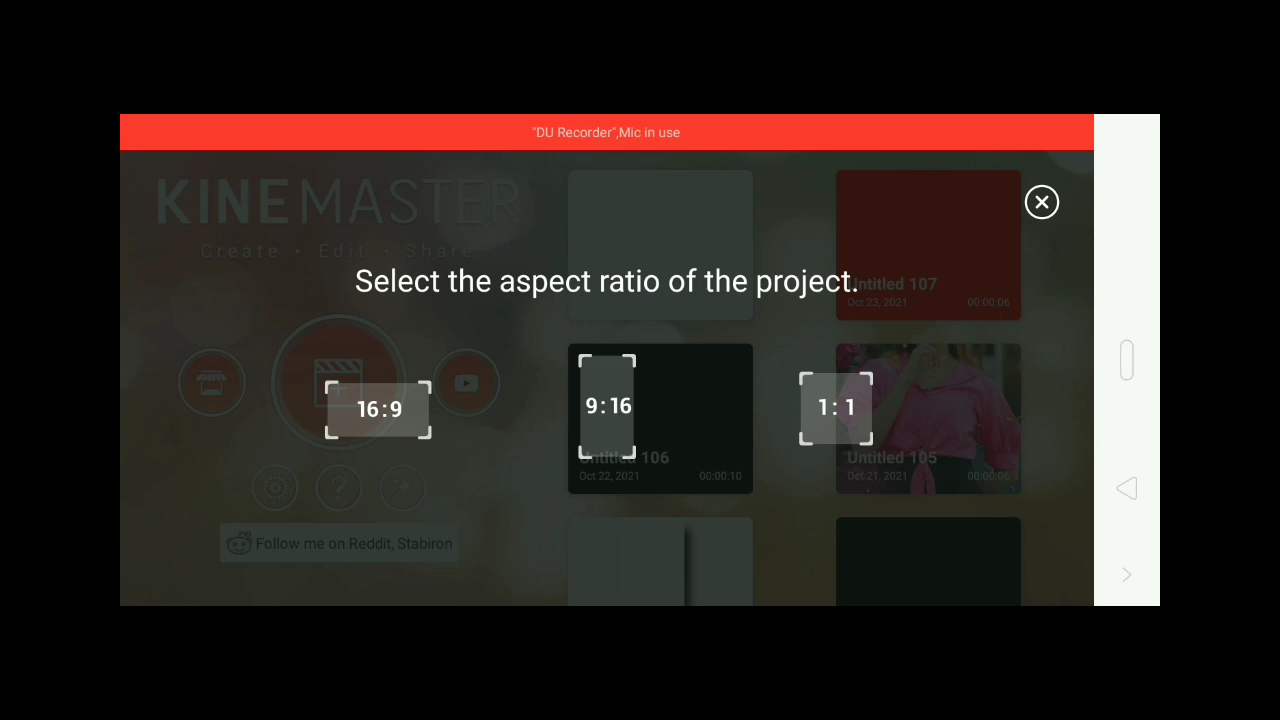 "DU Recorder",Mic in use
KINEMASTER
Create • Edit • Share
Select the aspect ratio of the project.
Untitled 107
Oct 23, 2021 00:00:06
16:9
9:16
1:1
Untitled 106
Oct 22, 2021 00:00:10
Untitled 105
Oct 21, 2021 00:00:06
Follow me on Reddit, Stabiron